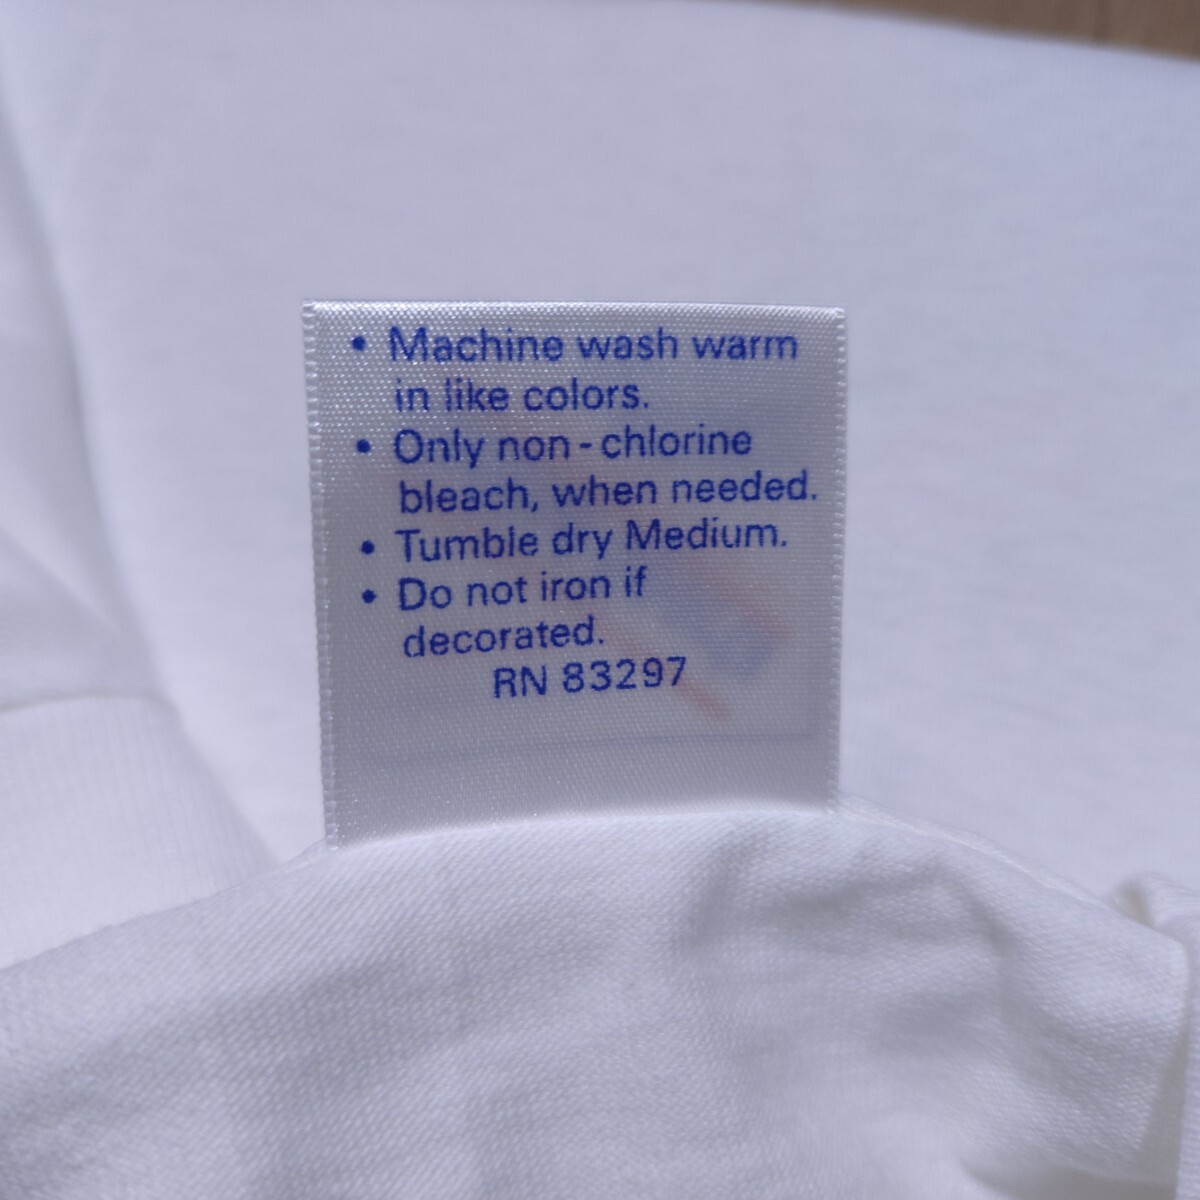 • Machine wash warm
in like colors.
• Only non-chlorine
bleach, when needed.
• Tumble dry Medium.
• Do not iron if
decorated.
RN 83297